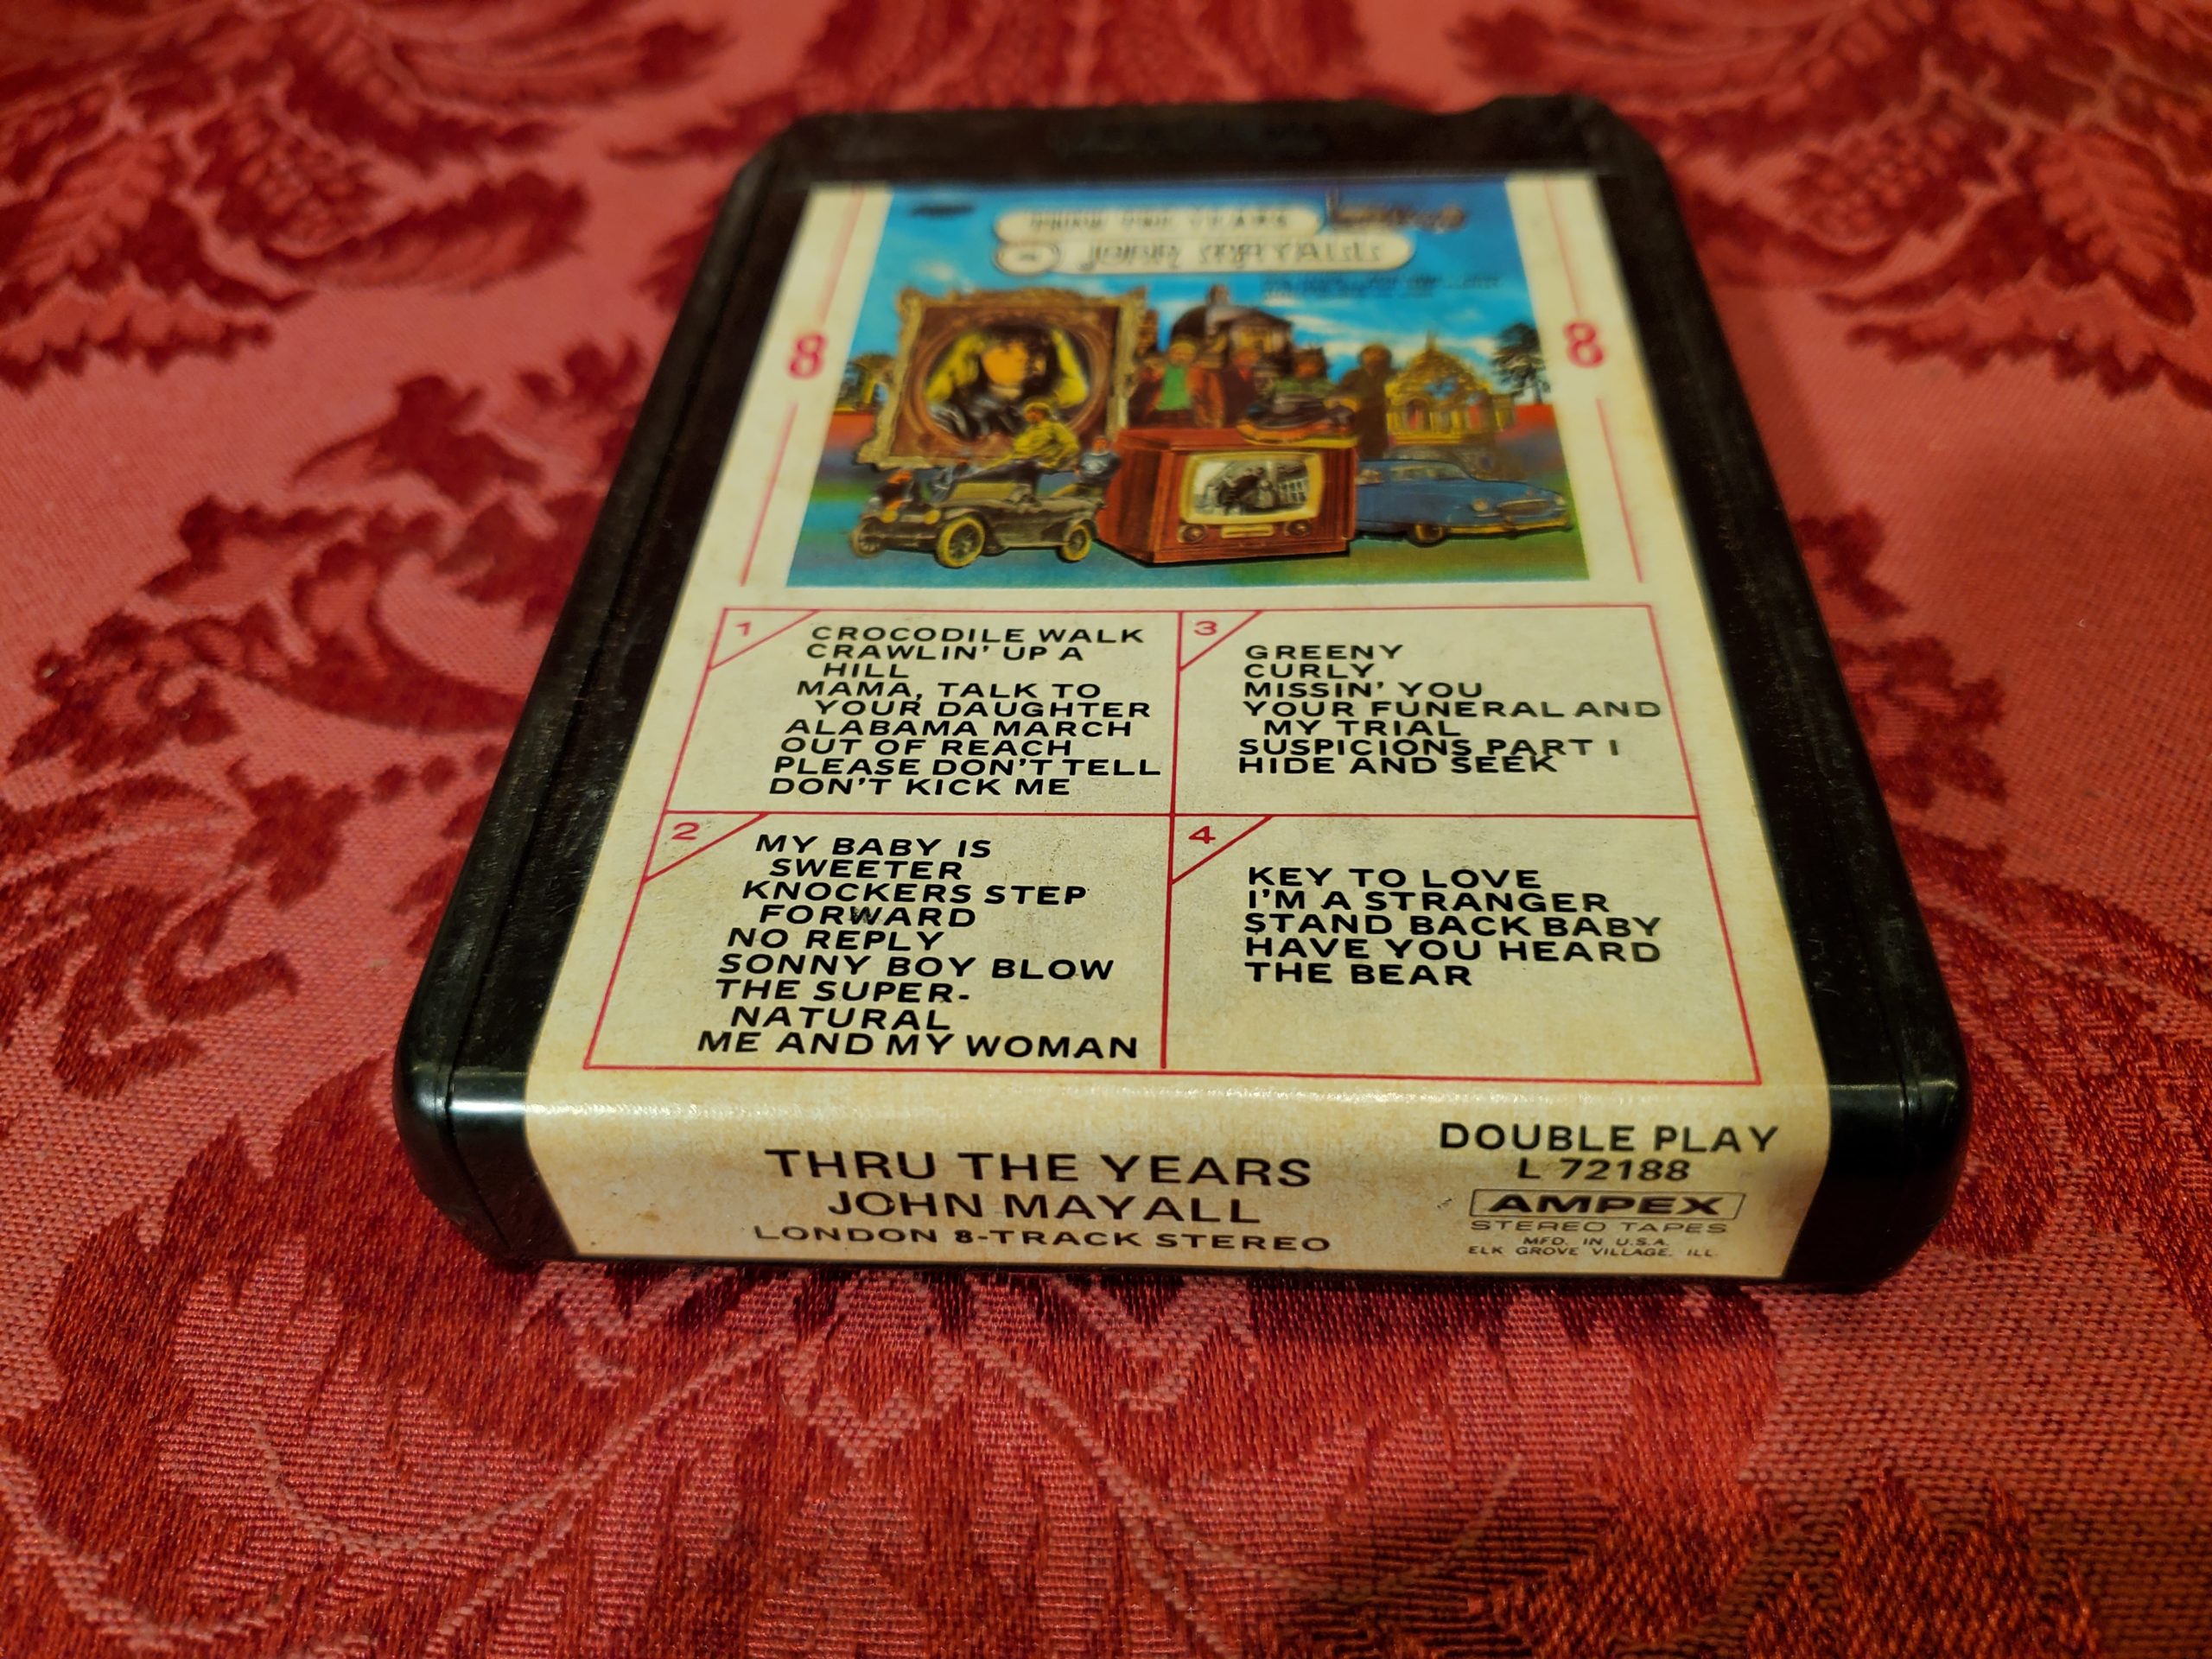 THRU THE YEARS
JOHN MAYALL
8
8
1
CROCODILE WALK
CRAWLIN' UP A
HILL
MAMA, TALK TO
YOUR DAUGHTER
ALABAMA MARCH
OUT OF REACH
PLEASE DON'T TELL
DON'T KICK ME
2
MY BABY IS
SWEETER
KNOCKERS STEP
FORWARD
NO REPLY
SONNY BOY BLOW
THE SUPER-
NATURAL
ME AND MY WOMAN
3
GREENY
CURLY
MISSIN' YOU
YOUR FUNERAL AND
MY TRIAL
SUSPICIONS PART I
HIDE AND SEEK
4
KEY TO LOVE
I'M A STRANGER
STAND BACK BABY
HAVE YOU HEARD
THE BEAR
THRU THE YEARS
JOHN MAYALL
LONDON 8-TRACK STEREO
DOUBLE PLAY
L 72188
AMPEX
STEREO TAPES
MFD. IN U.S.A.
ELK GROVE VILLAGE, ILL.